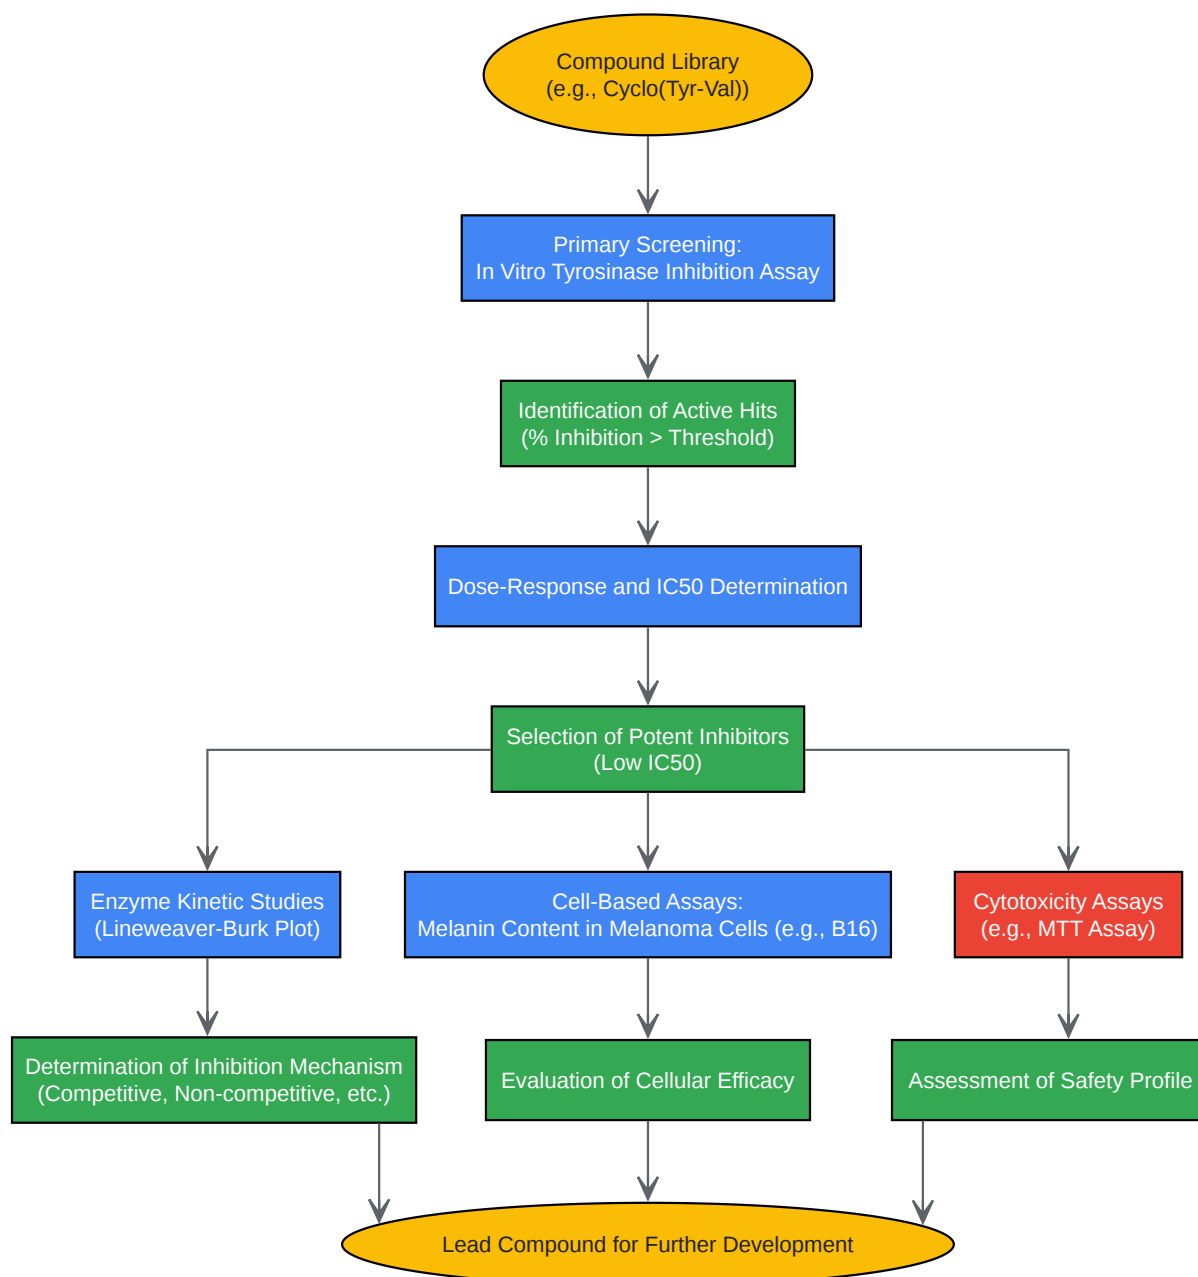 Compound Library
(e.g., Cyclo(Tyr-Val))
Primary Screening:
In Vitro Tyrosinase Inhibition Assay
Identification of Active Hits
(% Inhibition > Threshold)
Dose-Response and IC50 Determination
Selection of Potent Inhibitors
(Low IC50)
Enzyme Kinetic Studies
(Lineweaver-Burk Plot)
Cell-Based Assays:
Melanin Content in Melanoma Cells (e.g., B16)
Cytotoxicity Assays
(e.g., MTT Assay)
Determination of Inhibition Mechanism
(Competitive, Non-competitive, etc.)
Evaluation of Cellular Efficacy
Assessment of Safety Profile
Lead Compound for Further Development